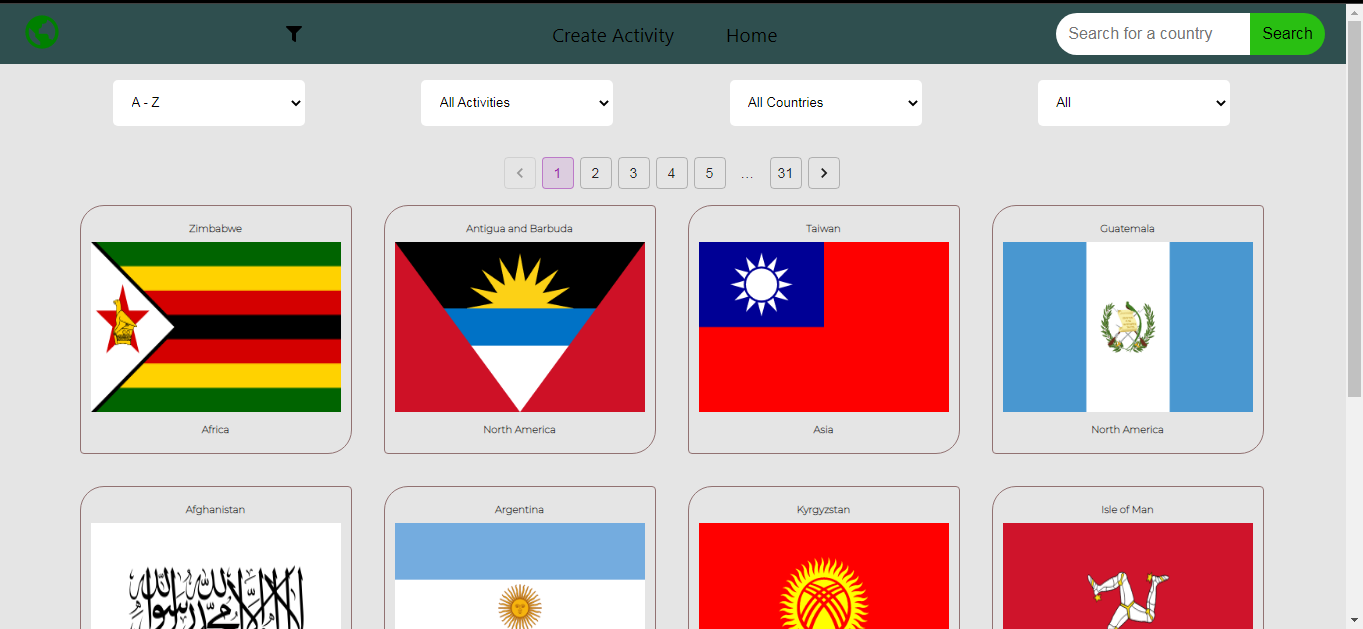 Create Activity Home Search for a country Search
A - Z All Activities All Countries All
1 2 3 4 5 ... 31
Zimbabwe Antigua and Barbuda Taiwan Guatemala
Africa North America Asia North America
Afghanistan Argentina Kyrgyzstan Isle of Man